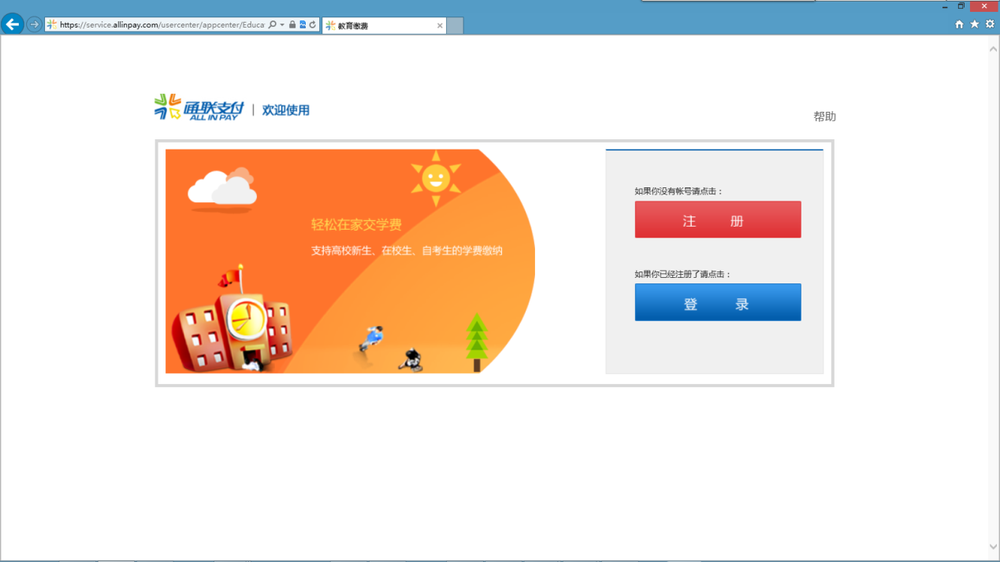 https://service.allinpay.com/usercenter/appcenter/Educa
教育缴费
通联支付
ALL IN PAY
欢迎使用
帮助
轻松在家交学费
支持高校新生、在校生、自考生的学费缴纳
如果你没有帐号请点击：
注 册
如果你已经注册了请点击：
登 录